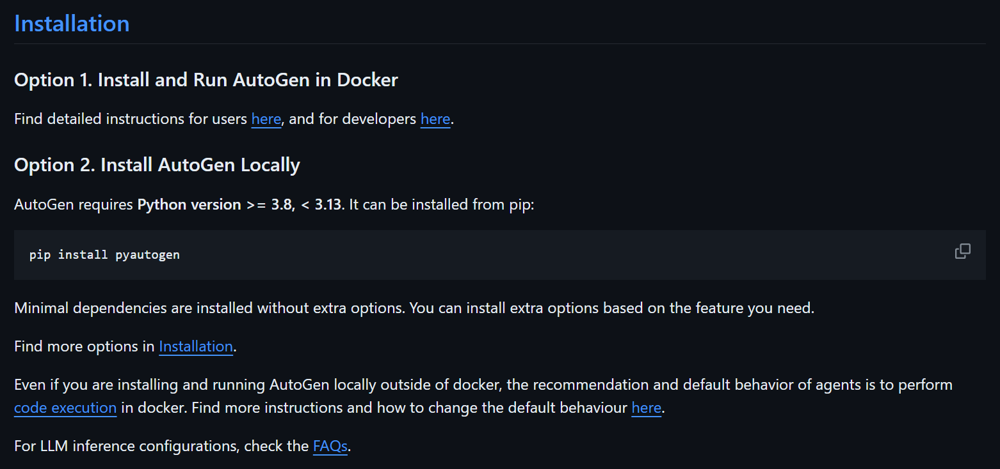 Installation
Option 1. Install and Run AutoGen in Docker
Find detailed instructions for users here, and for developers here.
Option 2. Install AutoGen Locally
AutoGen requires Python version >= 3.8, < 3.13. It can be installed from pip:
pip install pyautogen
Minimal dependencies are installed without extra options. You can install extra options based on the feature you need.
Find more options in Installation.
Even if you are installing and running AutoGen locally outside of docker, the recommendation and default behavior of agents is to perform
code execution in docker. Find more instructions and how to change the default behaviour here.
For LLM inference configurations, check the FAQs.